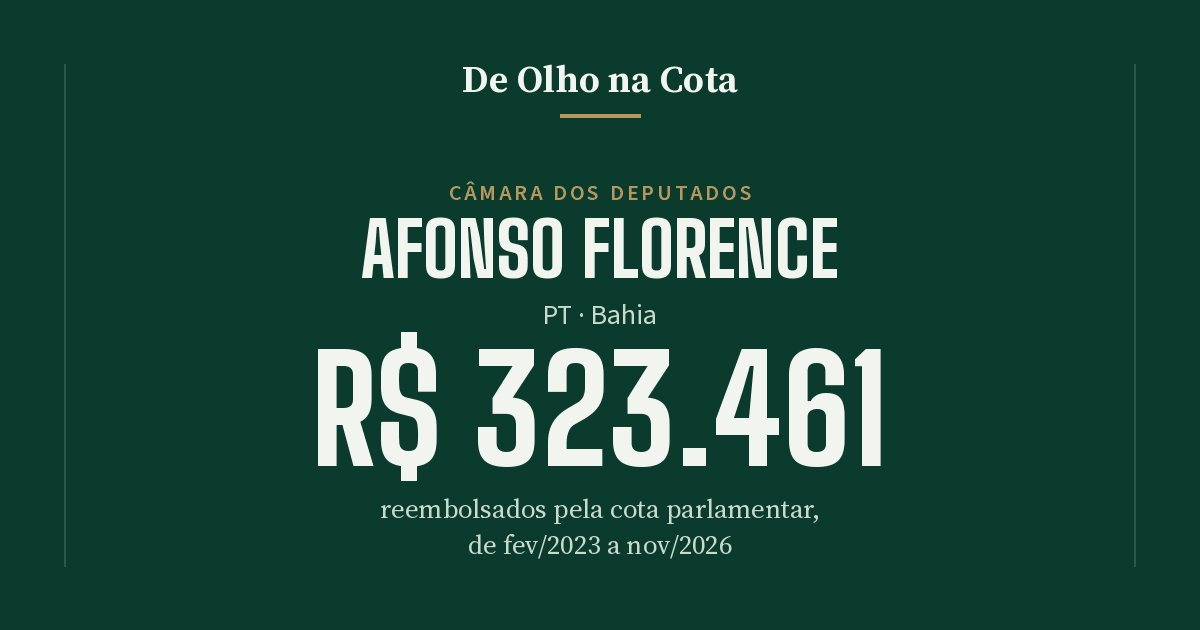 De Olho na Cota
CÂMARA DOS DEPUTADOS
AFONSO FLORENCE
PT · Bahia
R$ 323.461
reembolsados pela cota parlamentar,
de fev/2023 a nov/2026